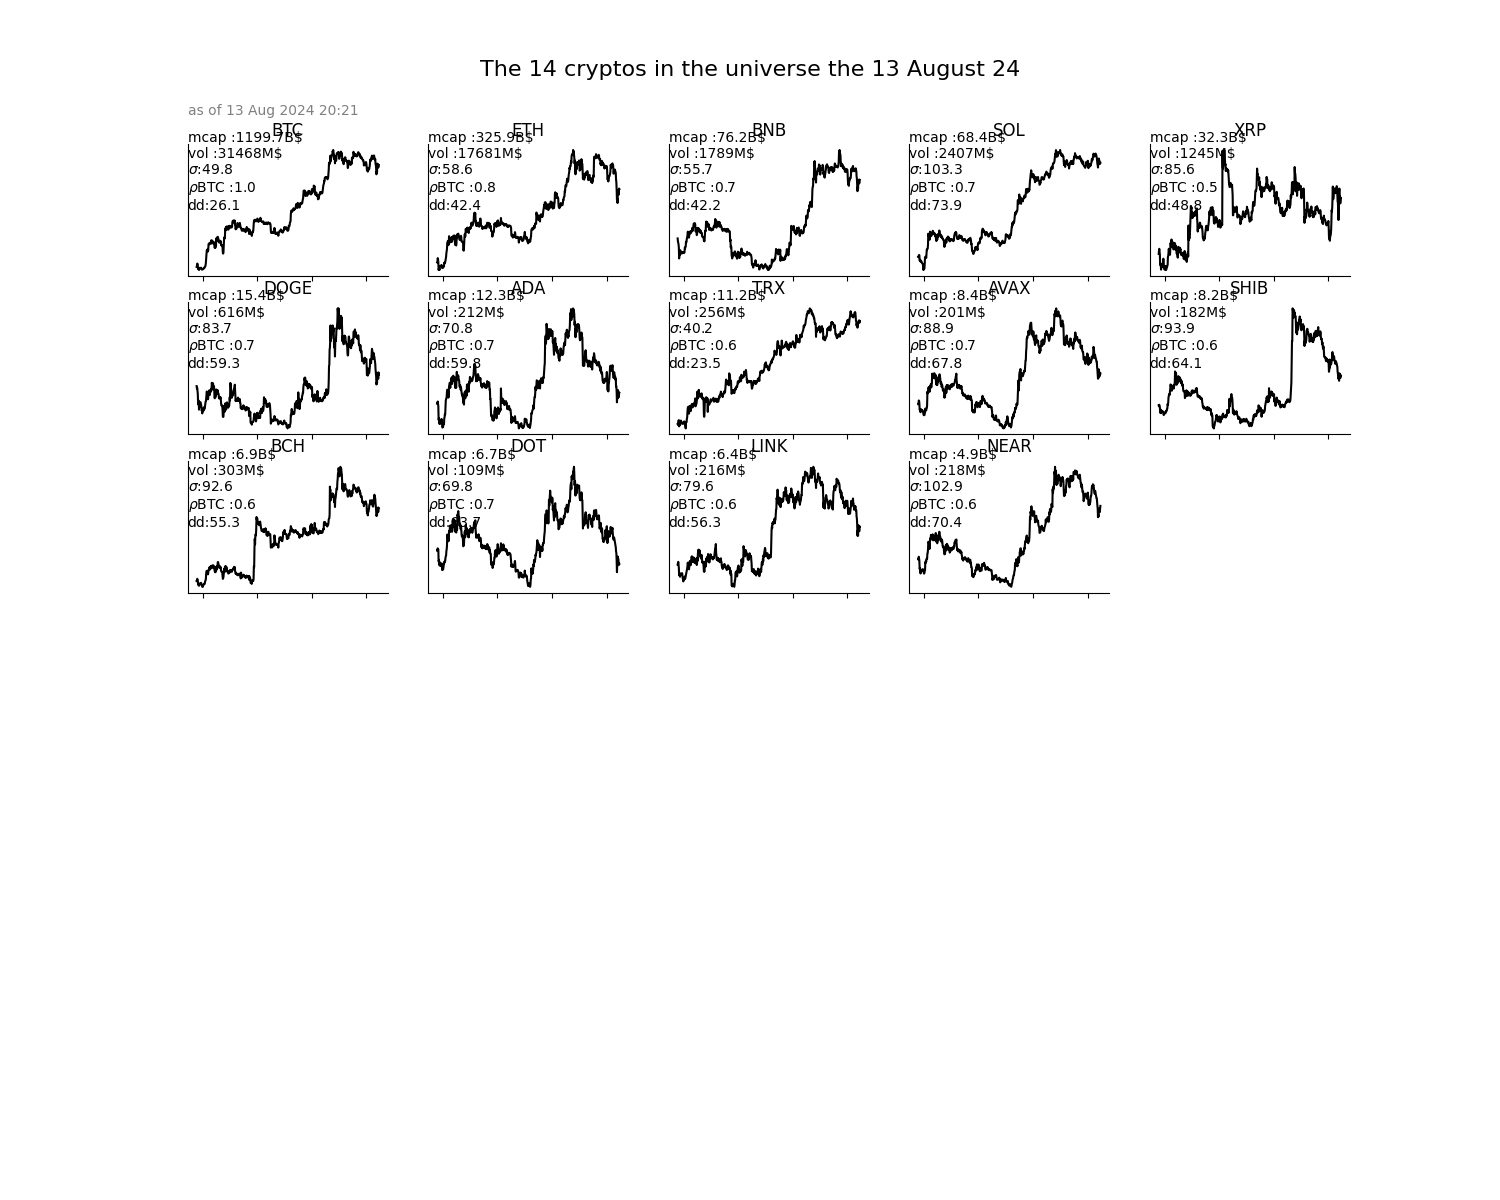 The 14 cryptos in the universe the 13 August 24
as of 13 Aug 2024 20:21
BTC
mcap :1199.7B$
vol :31468M$
σ:49.8
ρBTC :1.0
dd:26.1
ETH
mcap :325.9B$
vol :17681M$
σ:58.6
ρBTC :0.8
dd:42.4
BNB
mcap :76.2B$
vol :1789M$
σ:55.7
ρBTC :0.7
dd:42.2
SOL
mcap :68.4B$
vol :2407M$
σ:103.3
ρBTC :0.7
dd:73.9
XRP
mcap :32.3B$
vol :1245M$
σ:85.6
ρBTC :0.5
dd:48.8
DOGE
mcap :15.4B$
vol :616M$
σ:83.7
ρBTC :0.7
dd:59.3
ADA
mcap :12.3B$
vol :212M$
σ:70.8
ρBTC :0.7
dd:59.8
TRX
mcap :11.2B$
vol :256M$
σ:40.2
ρBTC :0.6
dd:23.5
AVAX
mcap :8.4B$
vol :201M$
σ:88.9
ρBTC :0.7
dd:67.8
SHIB
mcap :8.2B$
vol :182M$
σ:93.9
ρBTC :0.6
dd:64.1
BCH
mcap :6.9B$
vol :303M$
σ:92.6
ρBTC :0.6
dd:55.3
DOT
mcap :6.7B$
vol :109M$
σ:69.8
ρBTC :0.7
LINK
mcap :6.4B$
vol :216M$
σ:79.6
ρBTC :0.6
dd:56.3
NEAR
mcap :4.9B$
vol :218M$
σ:102.9
ρBTC :0.6
dd:70.4